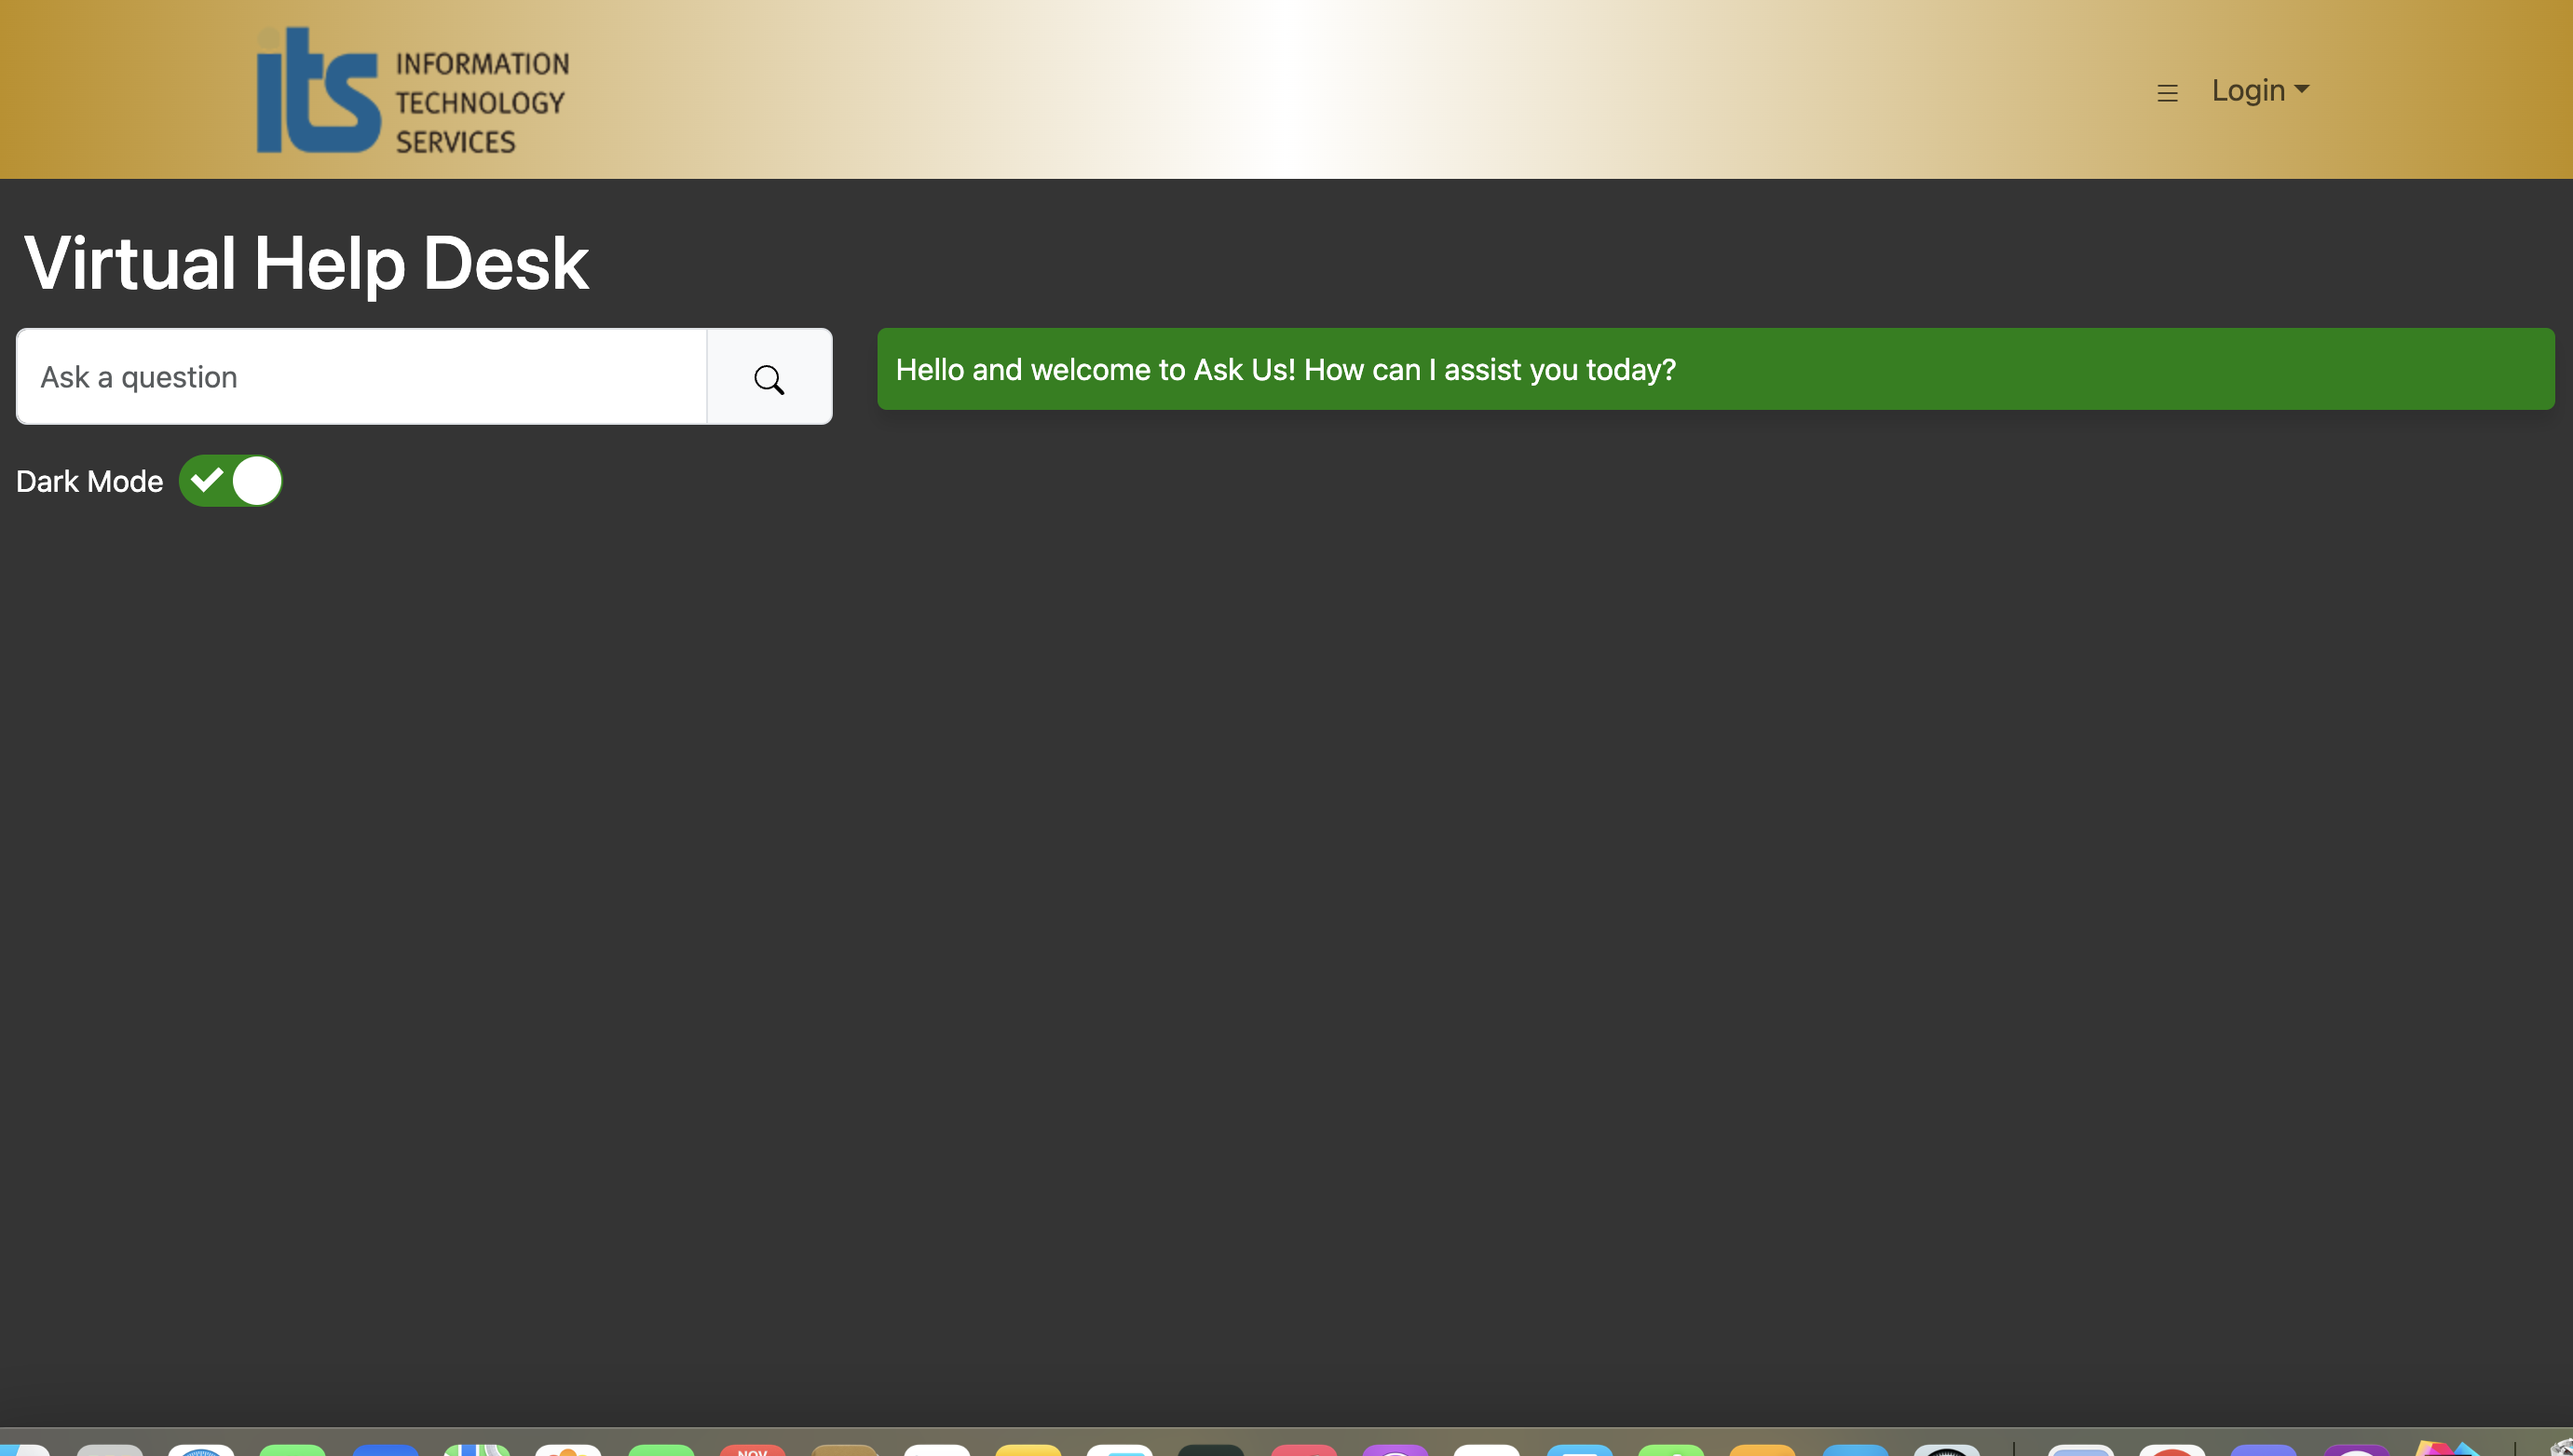 its
INFORMATION
TECHNOLOGY
SERVICES
Login
Virtual Help Desk
Ask a question
Hello and welcome to Ask Us! How can I assist you today?
Dark Mode
NOV